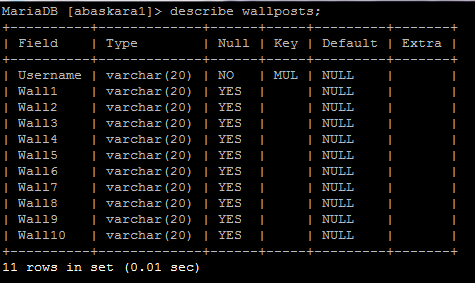 MariaDB [abaskara1]> describe wallposts;
+----------+-------------+------+-----+---------+-------+
| Field    | Type        | Null | Key | Default | Extra |
+----------+-------------+------+-----+---------+-------+
| Username | varchar(20) | NO   | MUL | NULL    |       |
| Wall1    | varchar(20) | YES  |     | NULL    |       |
| Wall2    | varchar(20) | YES  |     | NULL    |       |
| Wall3    | varchar(20) | YES  |     | NULL    |       |
| Wall4    | varchar(20) | YES  |     | NULL    |       |
| Wall5    | varchar(20) | YES  |     | NULL    |       |
| Wall6    | varchar(20) | YES  |     | NULL    |       |
| Wall7    | varchar(20) | YES  |     | NULL    |       |
| Wall8    | varchar(20) | YES  |     | NULL    |       |
| Wall9    | varchar(20) | YES  |     | NULL    |       |
| Wall10   | varchar(20) | YES  |     | NULL    |       |
+----------+-------------+------+-----+---------+-------+
11 rows in set (0.01 sec)